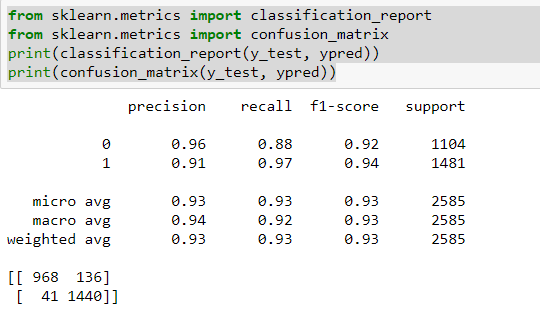 from sklearn.metrics import classification_report
from sklearn.metrics import confusion_matrix
print(classification_report(y_test, ypred))
print(confusion_matrix(y_test, ypred))
precision recall f1-score support
0 0.96 0.88 0.92 1104
1 0.91 0.97 0.94 1481
micro avg 0.93 0.93 0.93 2585
macro avg 0.94 0.92 0.93 2585
weighted avg 0.93 0.93 0.93 2585
[[ 968 136]
[ 41 1440]]